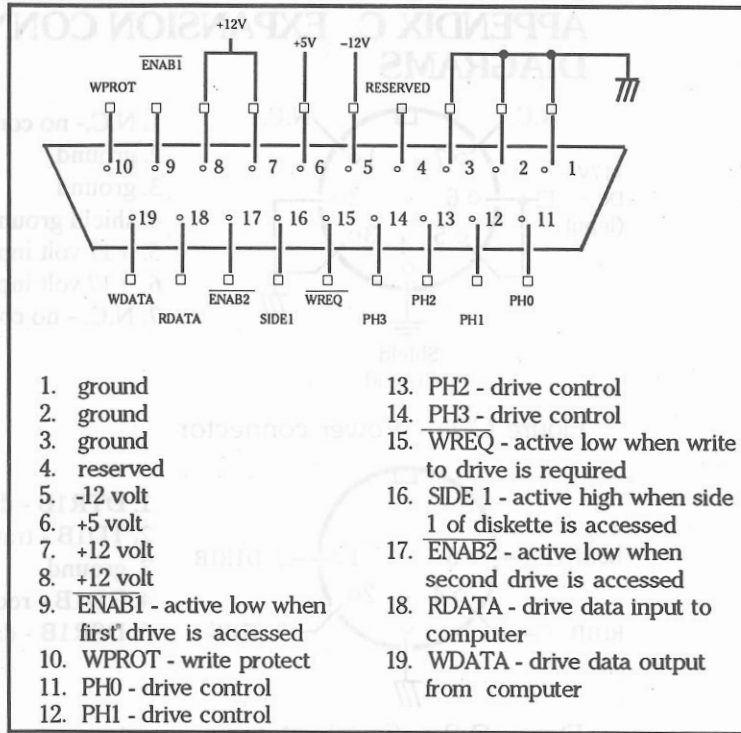 +12V
+5V
-12V
ENAB1
WPROT
RESERVED
10 9 8 7 6 5 4 3 2 1
19 18 17 16 15 14 13 12 11
WDATA
ENAB2
WREQ
PH2
PH0
RDATA
SIDE1
PH3
PH1
1. ground
2. ground
3. ground
4. reserved
5. -12 volt
6. +5 volt
7. +12 volt
8. +12 volt
9. ENAB1 - active low when
first drive is accessed
10. WPROT - write protect
11. PH0 - drive control
12. PH1 - drive control
13. PH2 - drive control
14. PH3 - drive control
15. WREQ - active low when write
to drive is required
16. SIDE 1 - active high when side
1 of diskette is accessed
17. ENAB2 - active low when
second drive is accessed
18. RDATA - drive data input to
computer
19. WDATA - drive data output
from computer